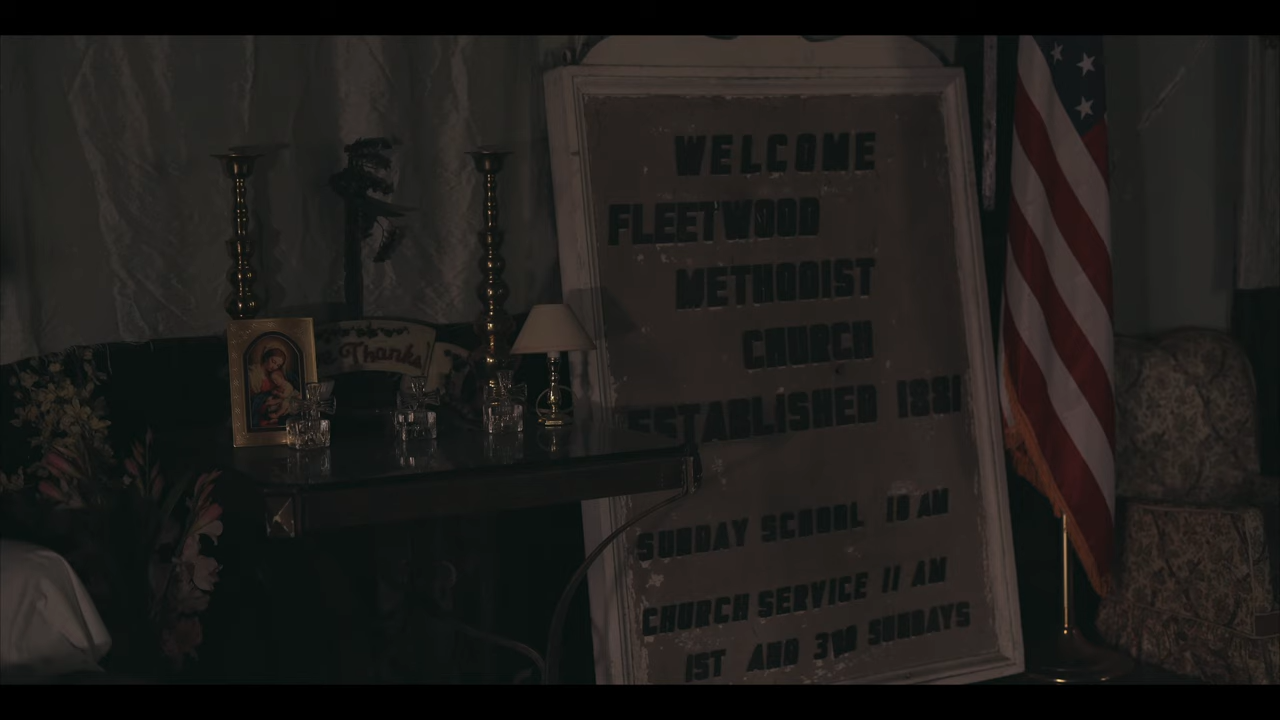 Thanks
WELCOME
FLEETWOOD
METHODIST
CHURCH
ESTABLISHED 1881
SUNDAY SCHOOL 10 AM
CHURCH SERVICE 11 AM
1ST AND 3RD SUNDAYS